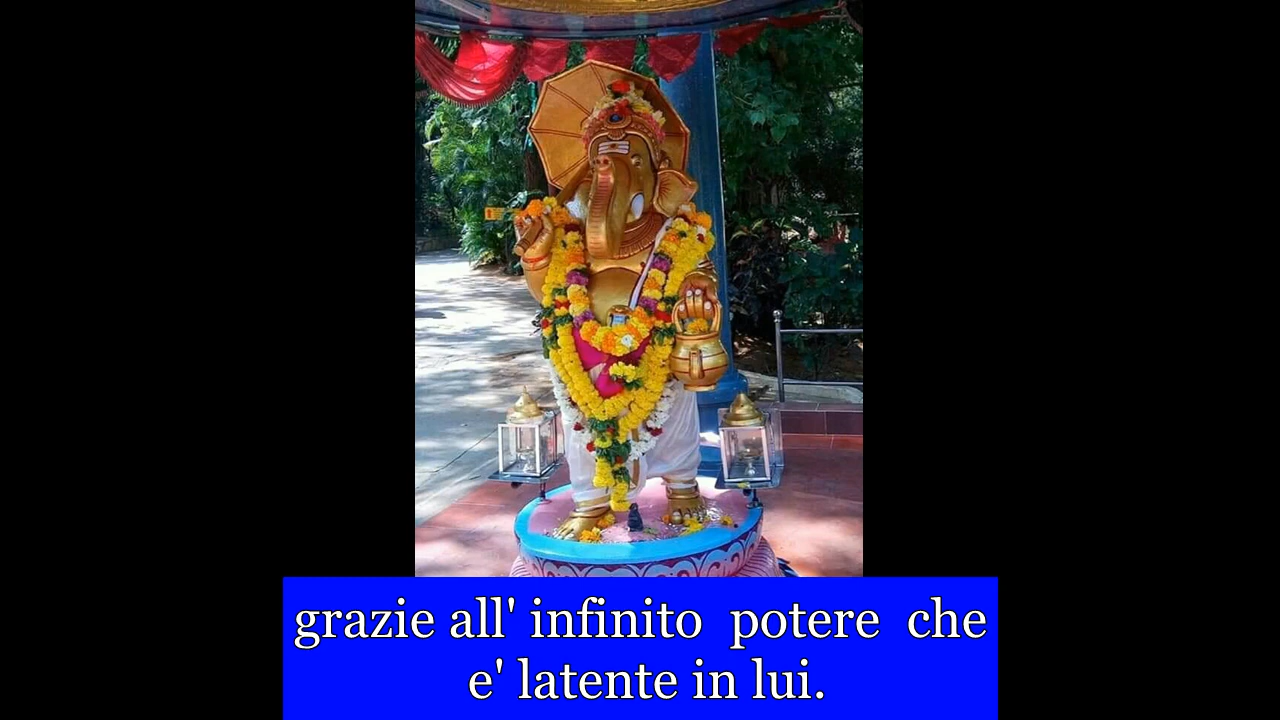 grazie all' infinito  potere  che
e' latente in lui.